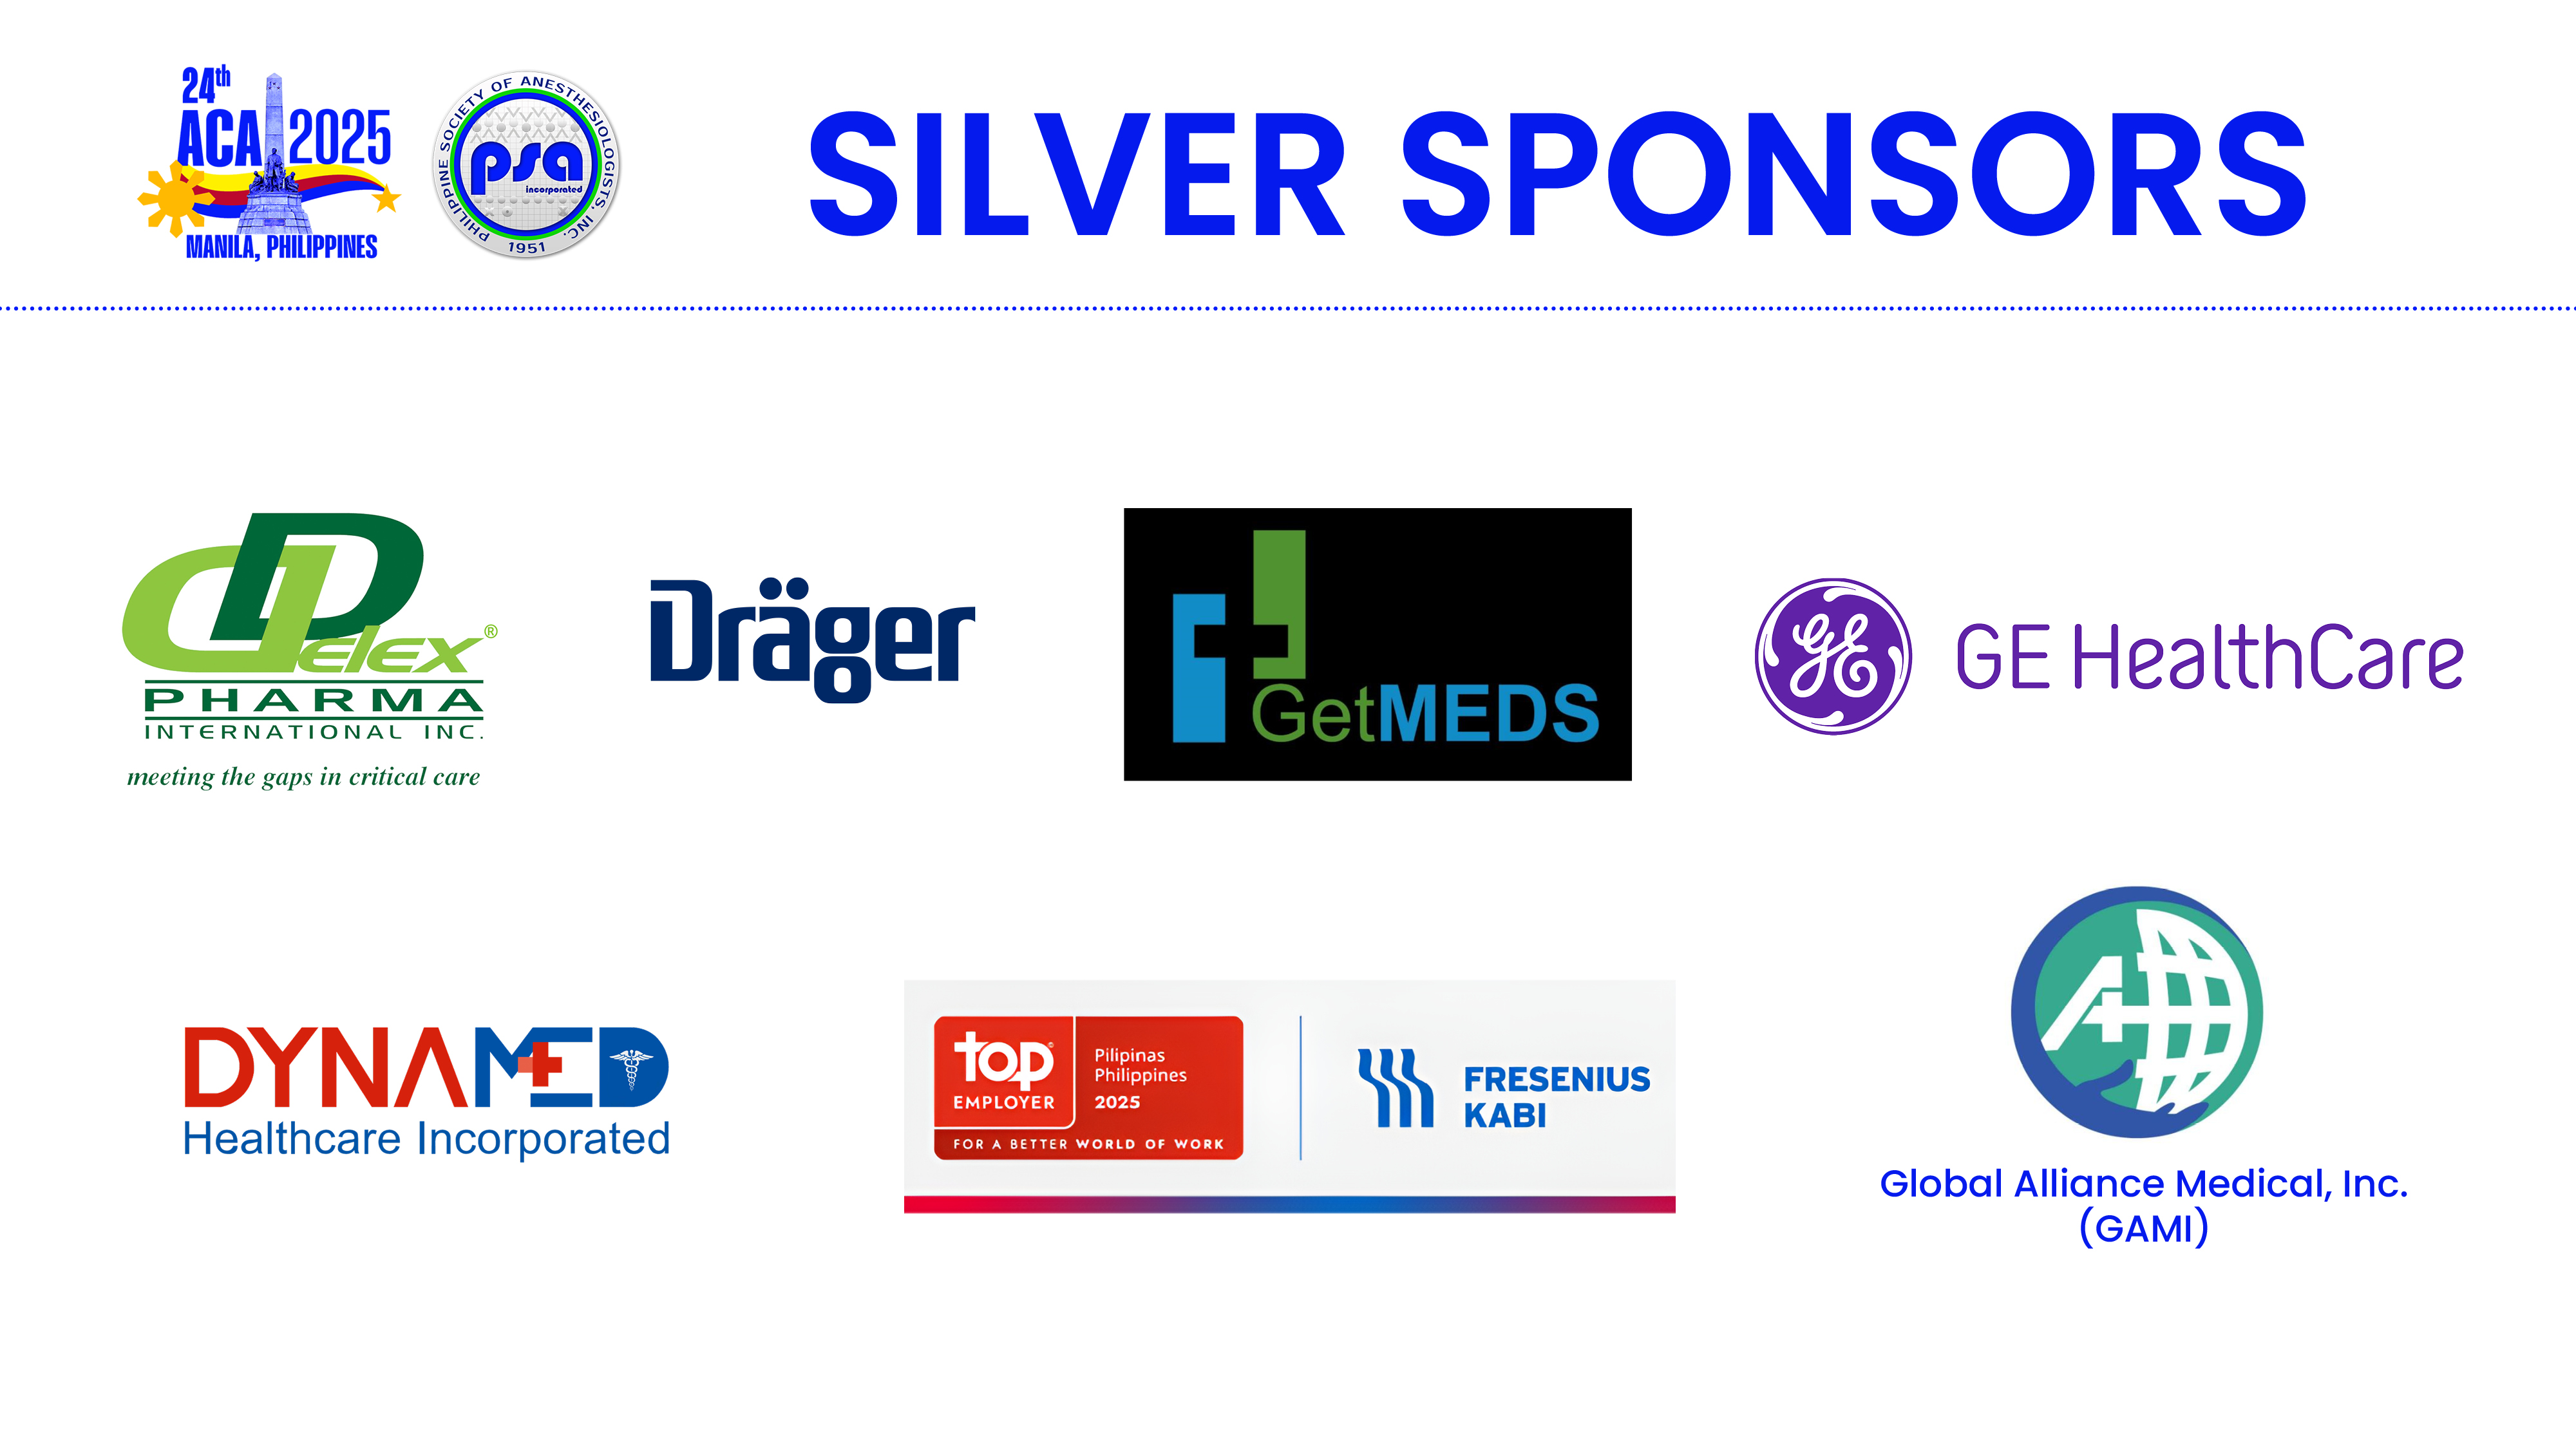 24th
ACA 2025
MANILA, PHILIPPINES
PHILIPPINE SOCIETY OF ANESTHESIOLOGISTS, INC.
psa
incorporated
1951
SILVER SPONSORS
Delex®
PHARMA
INTERNATIONAL INC.
meeting the gaps in critical care
Dräger
GetMEDS
GE
GE HealthCare
DYNAMED
Healthcare Incorporated
top
EMPLOYER
Pilipinas
Philippines
2025
FOR A BETTER WORLD OF WORK
FRESENIUS
KABI
Global Alliance Medical, Inc.
(GAMI)